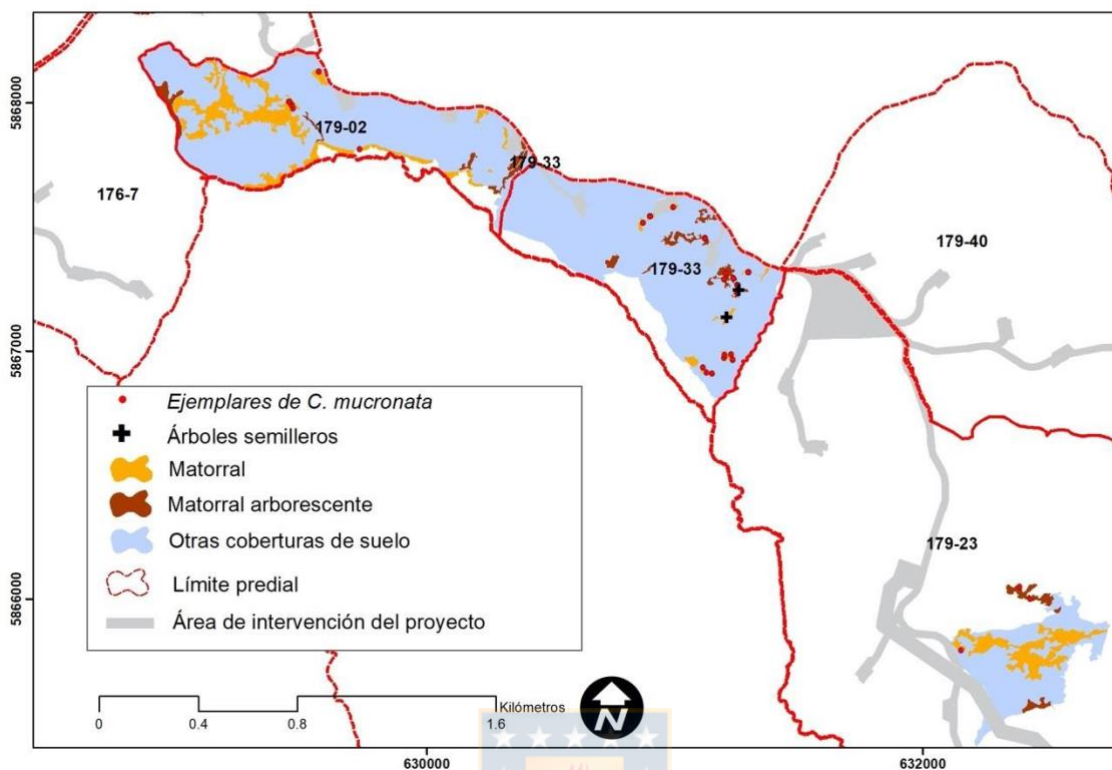 5868000
5867000
5866000
179-02
179-33
176-7
179-33
179-40
179-23
Ejemplares de C. mucronata
Árboles semilleros
Matorral
Matorral arborescente
Otras coberturas de suelo
Límite predial
Área de intervención del proyecto
Kilómetros
0 0.4 0.8 1.6
N
630000 632000